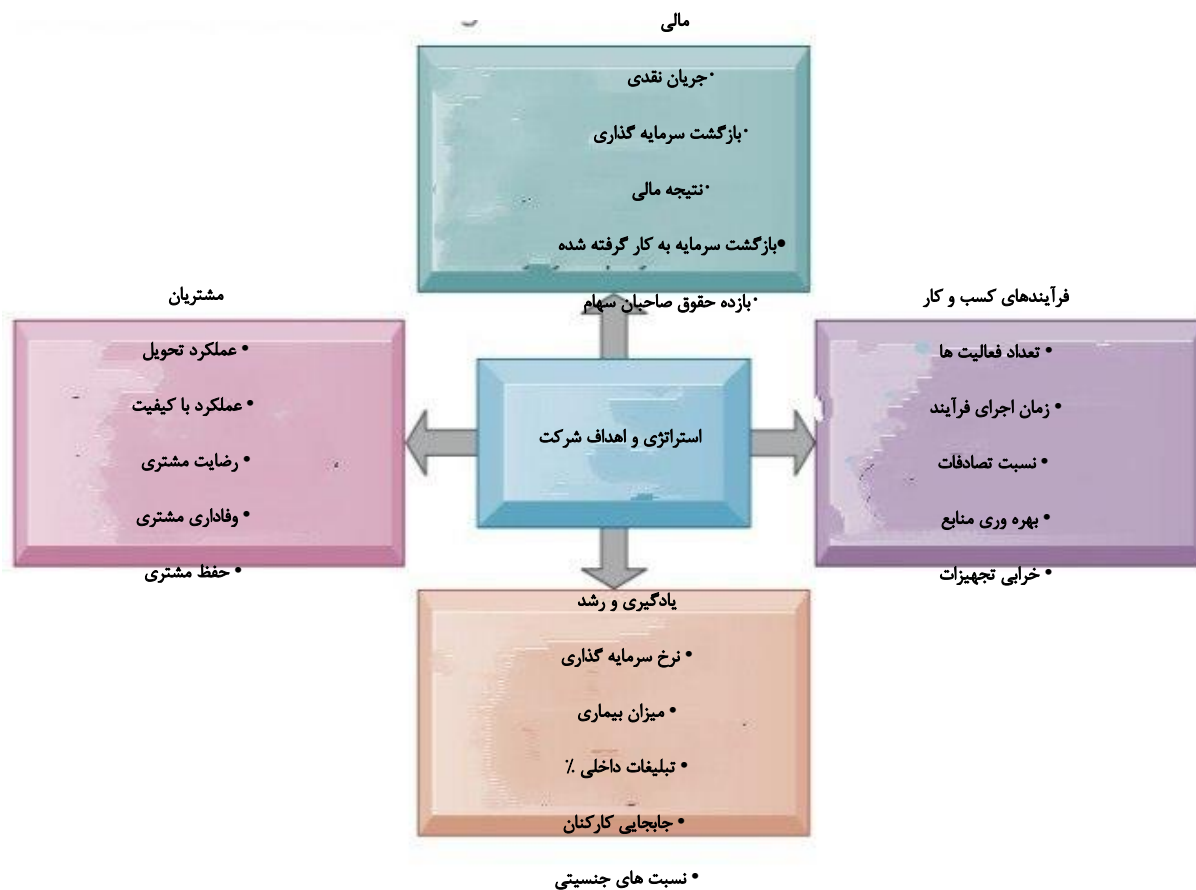 مالی
·جریان نقدی
·بازگشت سرمایه گذاری
·نتیجه مالی
•بازگشت سرمایه به کار گرفته شده
·بازده حقوق صاحبان سهام
فرآیندهای کسب و کار
• تعداد فعالیت ها
• زمان اجرای فرآیند
• نسبت تصادفات
• بهره وری منابع
• خرابی تجهیزات
استراتژی و اهداف شرکت
مشتریان
• عملکرد تحویل
• عملکرد با کیفیت
• رضایت مشتری
• وفاداری مشتری
• حفظ مشتری
یادگیری و رشد
• نرخ سرمایه گذاری
• میزان بیماری
• تبلیغات داخلی ٪
• جابجایی کارکنان
• نسبت های جنسیتی